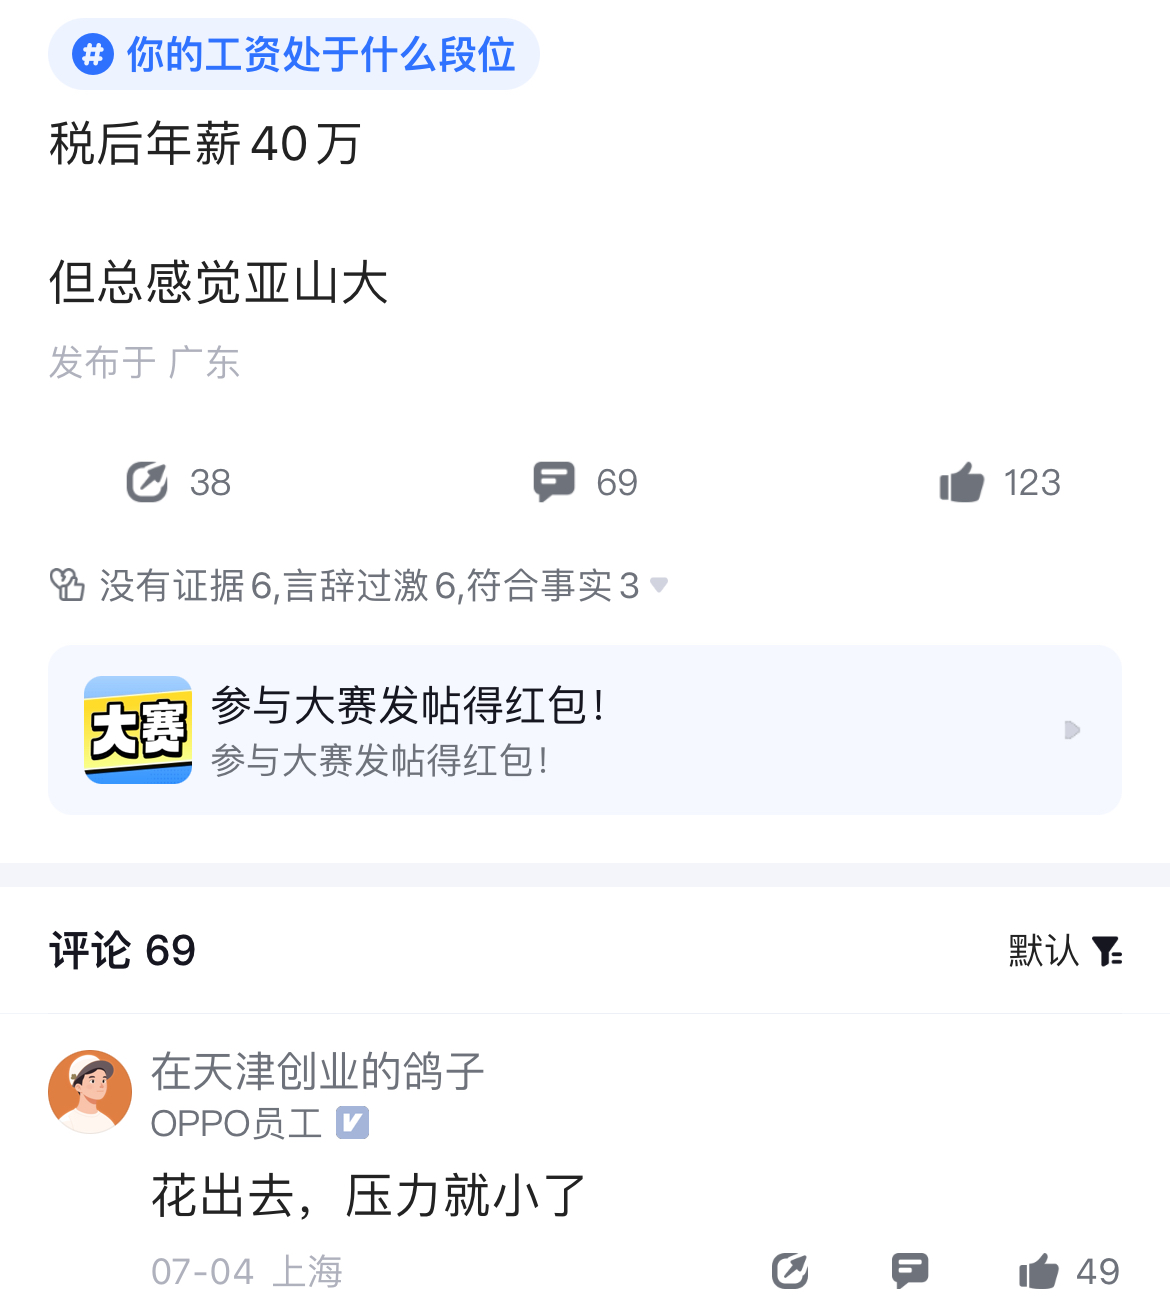 # 你的工资处于什么段位
税后年薪40万
但总感觉亚山大
发布于 广东
38 69 123
没有证据6,言辞过激6,符合事实3
大赛
参与大赛发帖得红包！
参与大赛发帖得红包！
评论 69
默认
在天津创业的鸽子
OPPO员工
花出去，压力就小了
07-04 上海 49